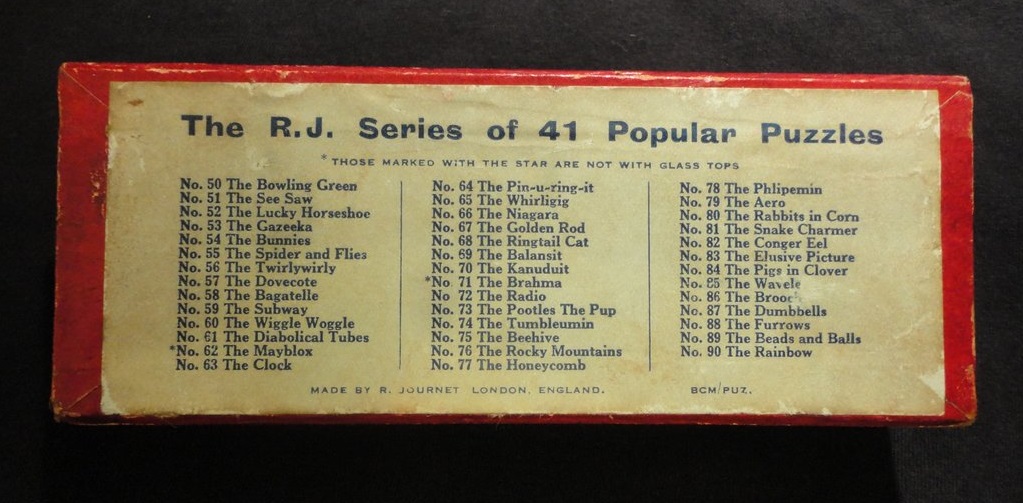 The R.J. Series of 41 Popular Puzzles
*THOSE MARKED WITH THE STAR ARE NOT WITH GLASS TOPS
No. 50 The Bowling Green
No. 51 The See Saw
No. 52 The Lucky Horseshoe
No. 53 The Gazeeka
No. 54 The Bunnies
No. 55 The Spider and Flies
No. 56 The Twirlywirly
No. 57 The Dovecote
No. 58 The Bagatelle
No. 59 The Subway
No. 60 The Wiggle Woggle
No. 61 The Diabolical Tubes
*No. 62 The Mayblox
No. 63 The Clock
No. 64 The Pin-u-ring-it
No. 65 The Whirligig
No. 66 The Niagara
No. 67 The Golden Rod
No. 68 The Ringtail Cat
No. 69 The Balansit
No. 70 The Kanuduit
*No. 71 The Brahma
No. 72 The Radio
No. 73 The Pootles The Pup
No. 74 The Tumbleumin
No. 75 The Beehive
No. 76 The Rocky Mountains
No. 77 The Honeycomb
No. 78 The Phlipemin
No. 79 The Aero
No. 80 The Rabbits in Corn
No. 81 The Snake Charmer
No. 82 The Conger Eel
No. 83 The Elusive Picture
No. 84 The Pigs in Clover
No. 85 The
No. 86 The
No. 87 The Dumbbells
No. 88 The Furrows
No. 89 The Beads and Balls
No. 90 The Rainbow
MADE BY R. JOURNET LONDON, ENGLAND.
BCM/PUZ.